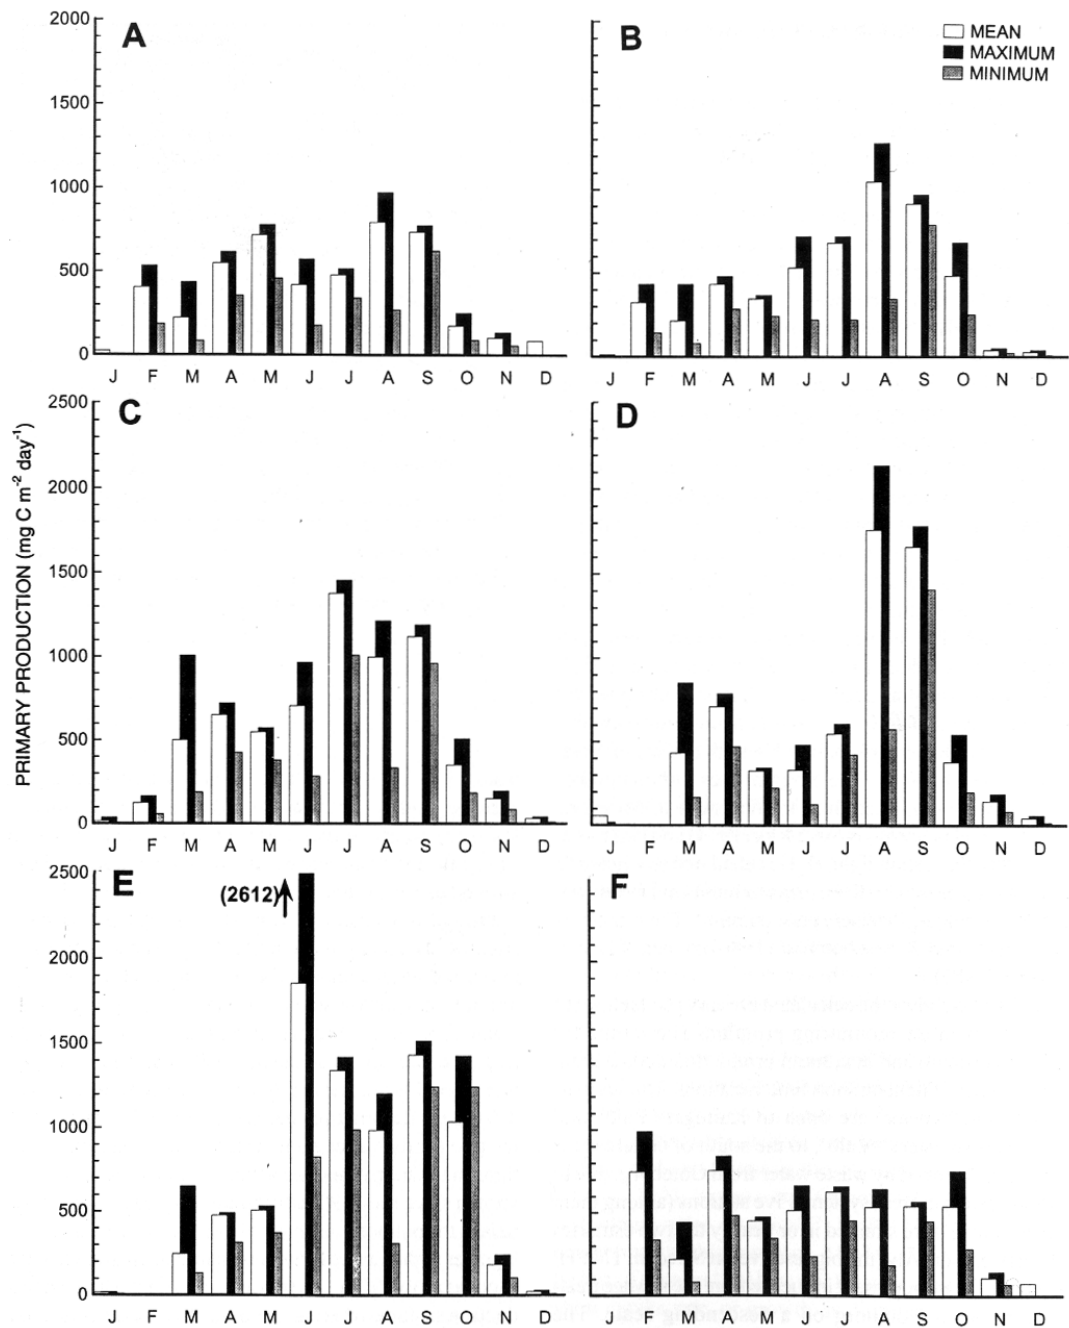 A
2000
1500
1000
500
0
J F M A M J J A S O N D
B
MEAN
MAXIMUM
MINIMUM
J F M A M J J A S O N D
PRIMARY PRODUCTION (mg C m-2 day-1)
C
2500
2000
1500
1000
500
0
J F M A M J J A S O N D
D
J F M A M J J A S O N D
E
(2612)
2500
2000
1500
1000
500
0
J F M A M J J A S O N D
F
J F M A M J J A S O N D